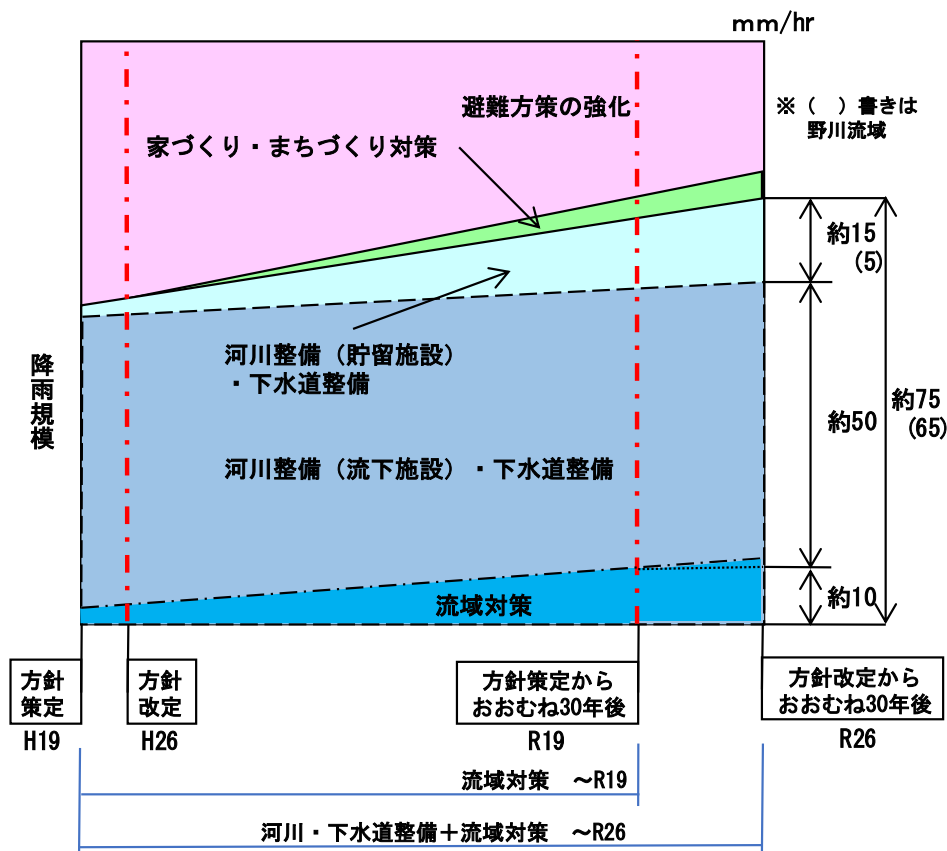 mm/hr
※（　）書きは
野川流域
避難方策の強化
家づくり・まちづくり対策
約15
(5)
河川整備（貯留施設）
・下水道整備
降雨規模
約75
(65)
約50
河川整備（流下施設）・下水道整備
約10
流域対策
方針
策定
方針
改定
方針策定から
おおむね30年後
方針改定から
おおむね30年後
H19
H26
R19
R26
流域対策　～R19
河川・下水道整備＋流域対策　～R26